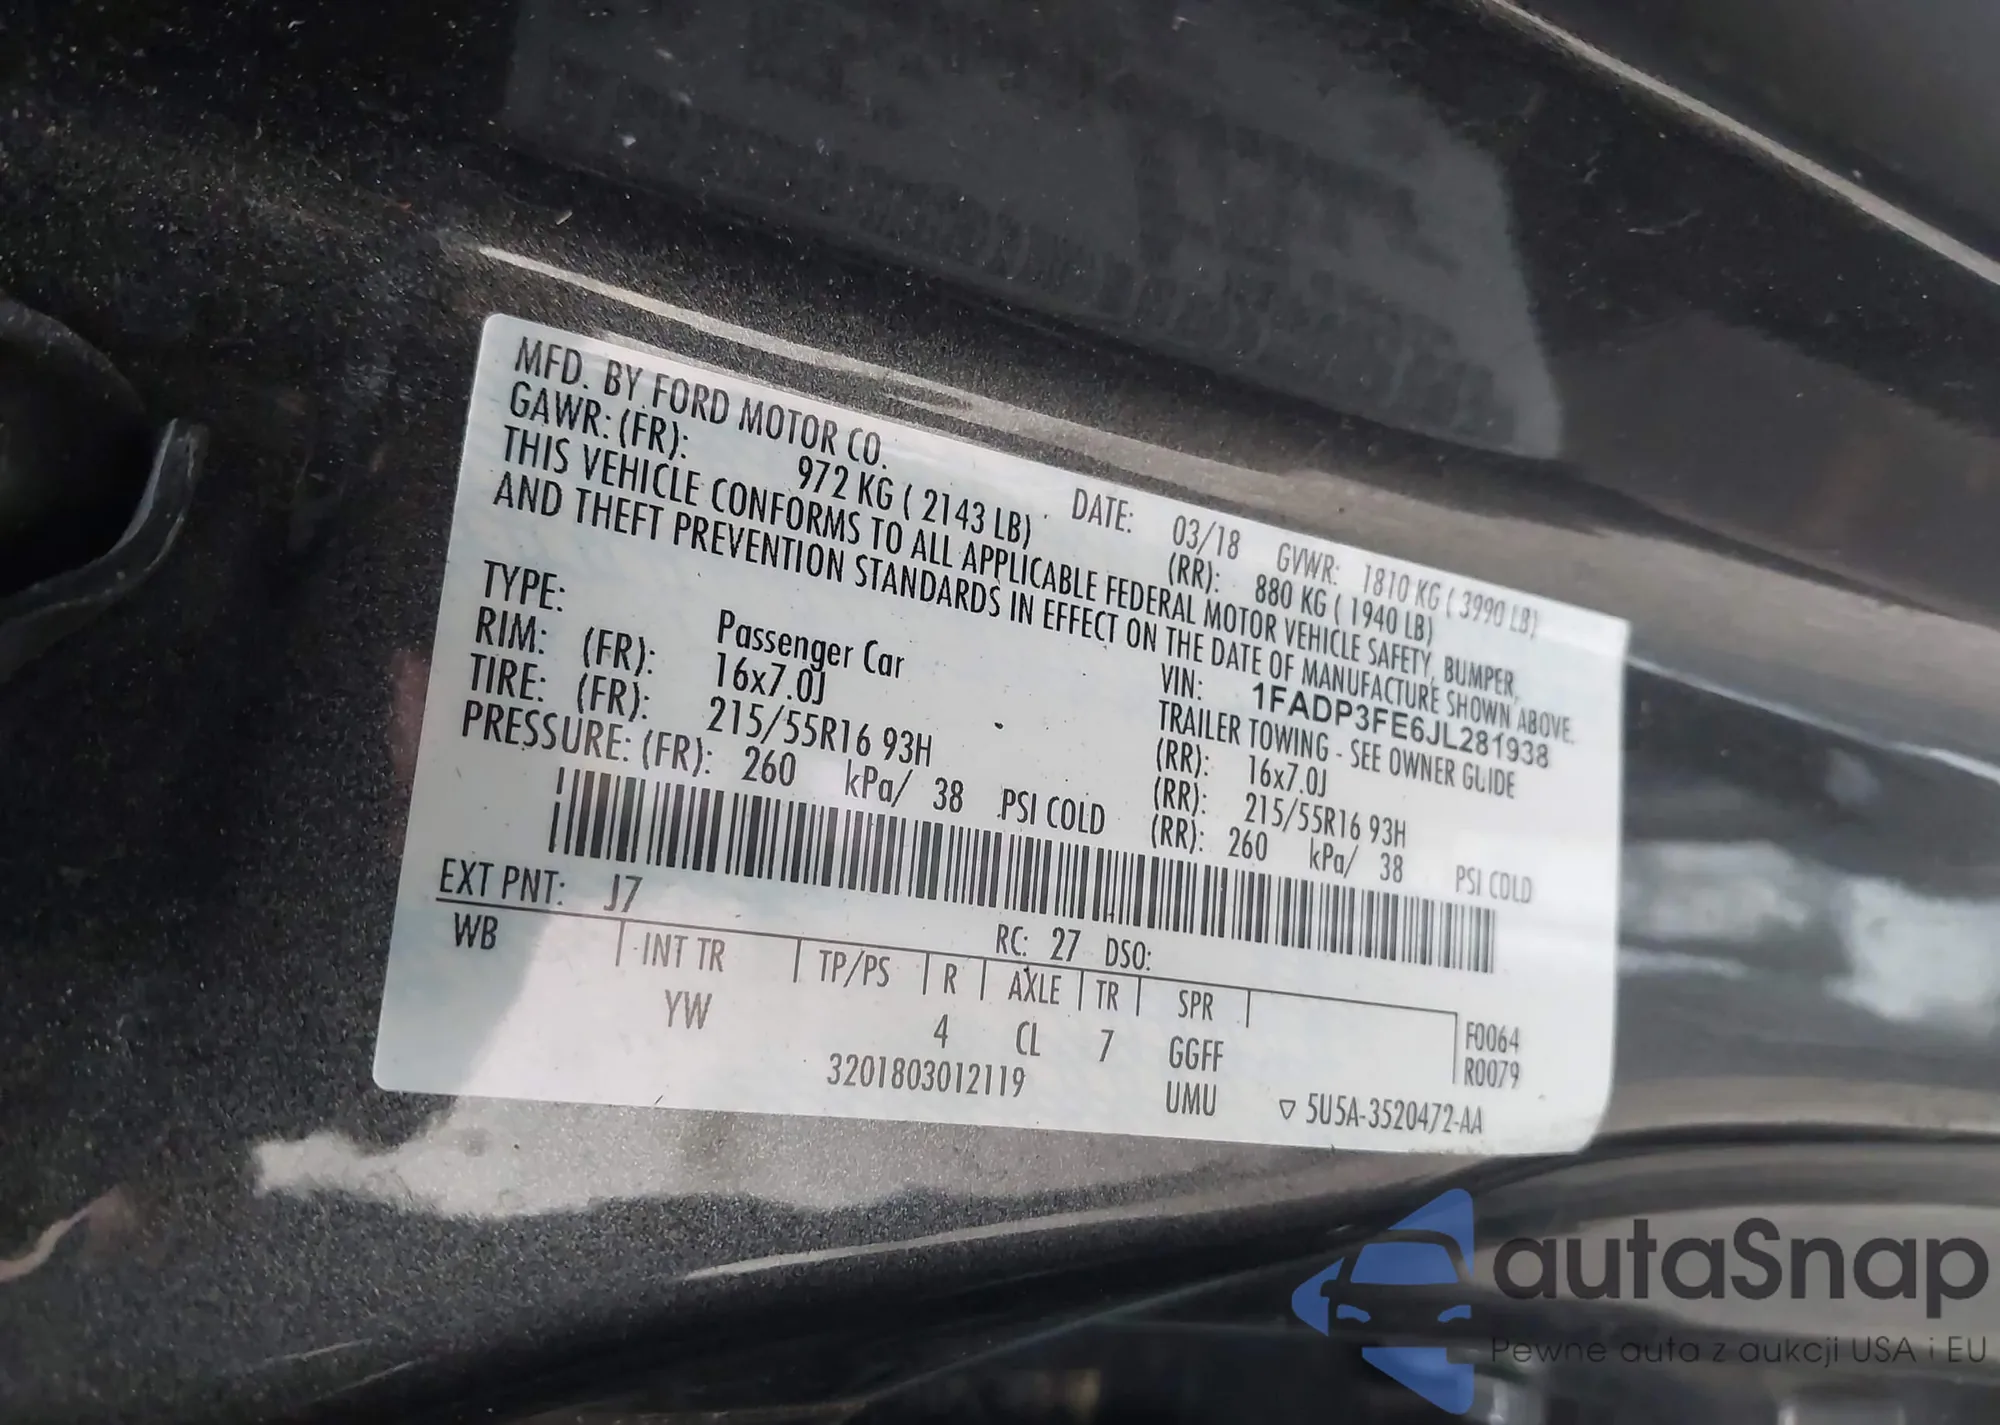 MFD. BY FORD MOTOR CO.
DATE: 03/18 GVWR: 1810 KG ( 3990 LB)
GAWR: (FR): 972 KG ( 2143 LB) (RR): 880 KG ( 1940 LB)
THIS VEHICLE CONFORMS TO ALL APPLICABLE FEDERAL MOTOR VEHICLE SAFETY, BUMPER,
AND THEFT PREVENTION STANDARDS IN EFFECT ON THE DATE OF MANUFACTURE SHOWN ABOVE.
VIN: 1FADP3FE6JL281938
TYPE: Passenger Car TRAILER TOWING - SEE OWNER GUIDE
RIM: (FR): 16x7.0J (RR): 16x7.0J
TIRE: (FR): 215/55R16 93H (RR): 215/55R16 93H
PRESSURE: (FR): 260 kPa/ 38 PSI COLD (RR): 260 kPa/ 38 PSI COLD
EXT PNT: J7 RC: 27 DSO:
WB INT TR TP/PS R AXLE TR SPR
YW 4 CL 7 GGFF
F0064
R0079
3201803012119 UMU ▽ 5U5A-3520472-AA
autaSnap
Pewne auta z aukcji USA i EU